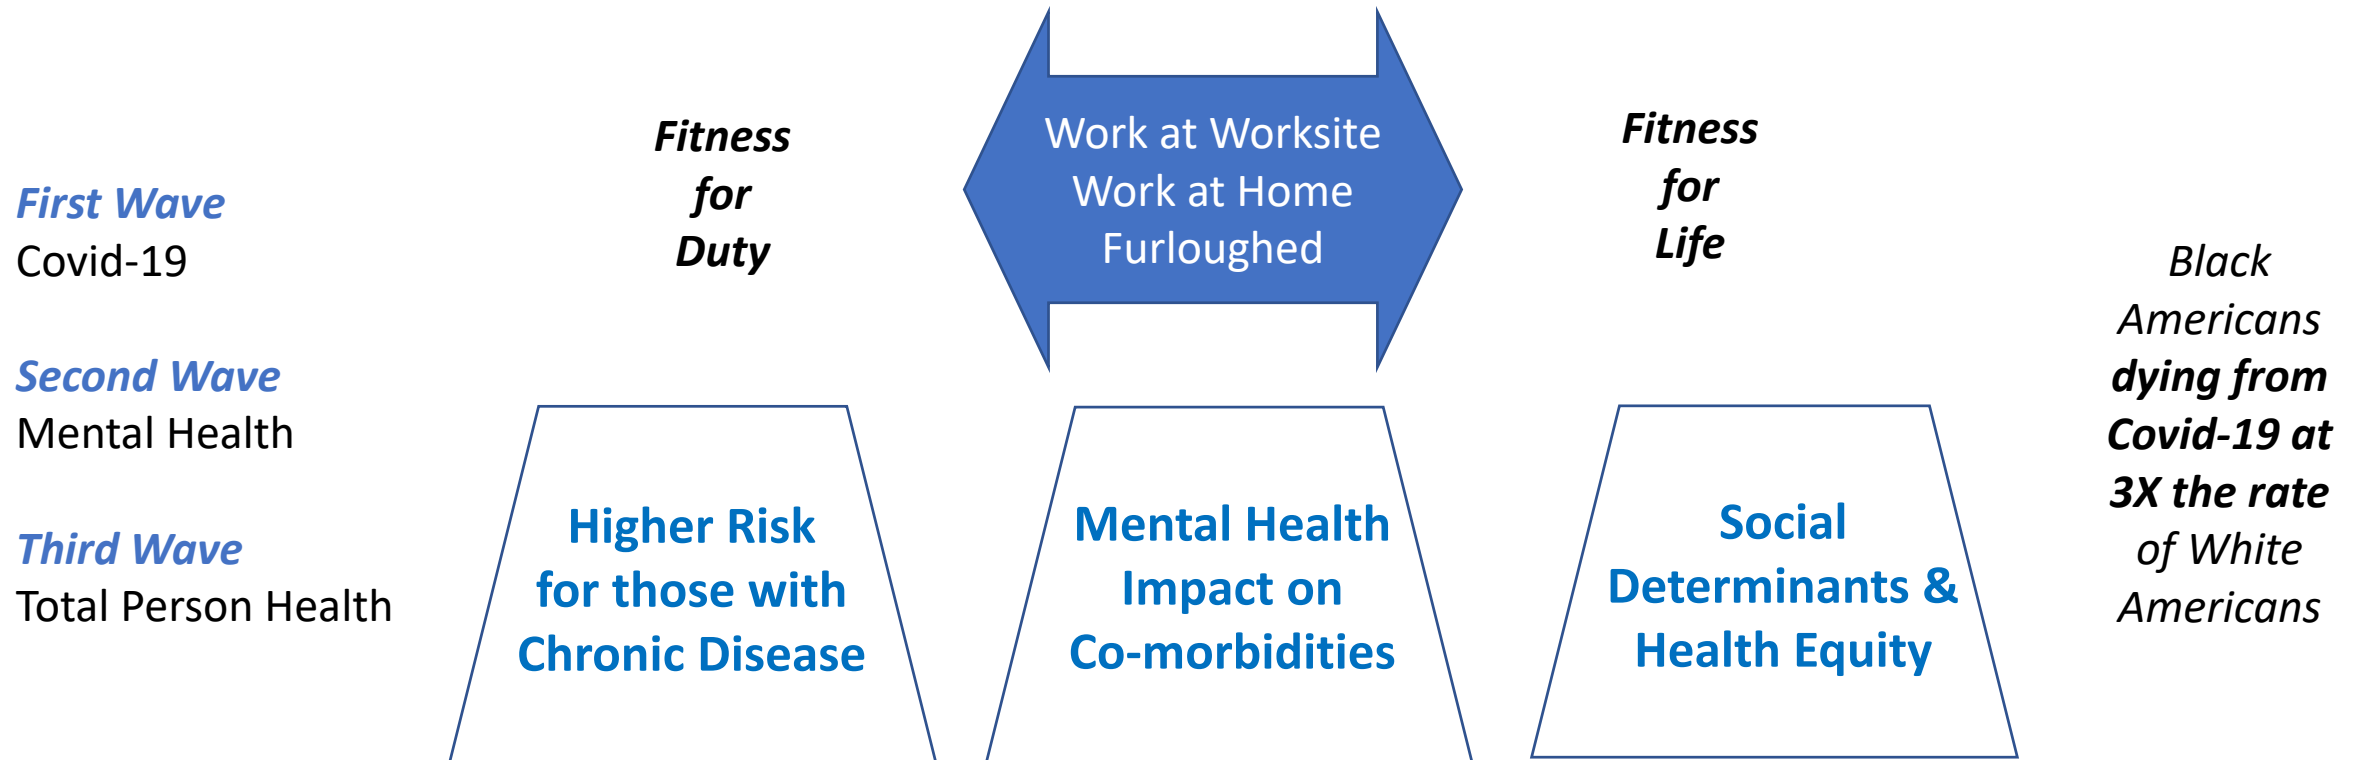 First Wave
Covid-19
Second Wave
Mental Health
Third Wave
Total Person Health
Fitness
for
Duty
Work at Worksite
Work at Home
Furloughed
Fitness
for
Life
Higher Risk
for those with
Chronic Disease
Mental Health
Impact on
Co-morbidities
Social
Determinants &
Health Equity
Black
Americans
dying from
Covid-19 at
3X the rate
of White
Americans